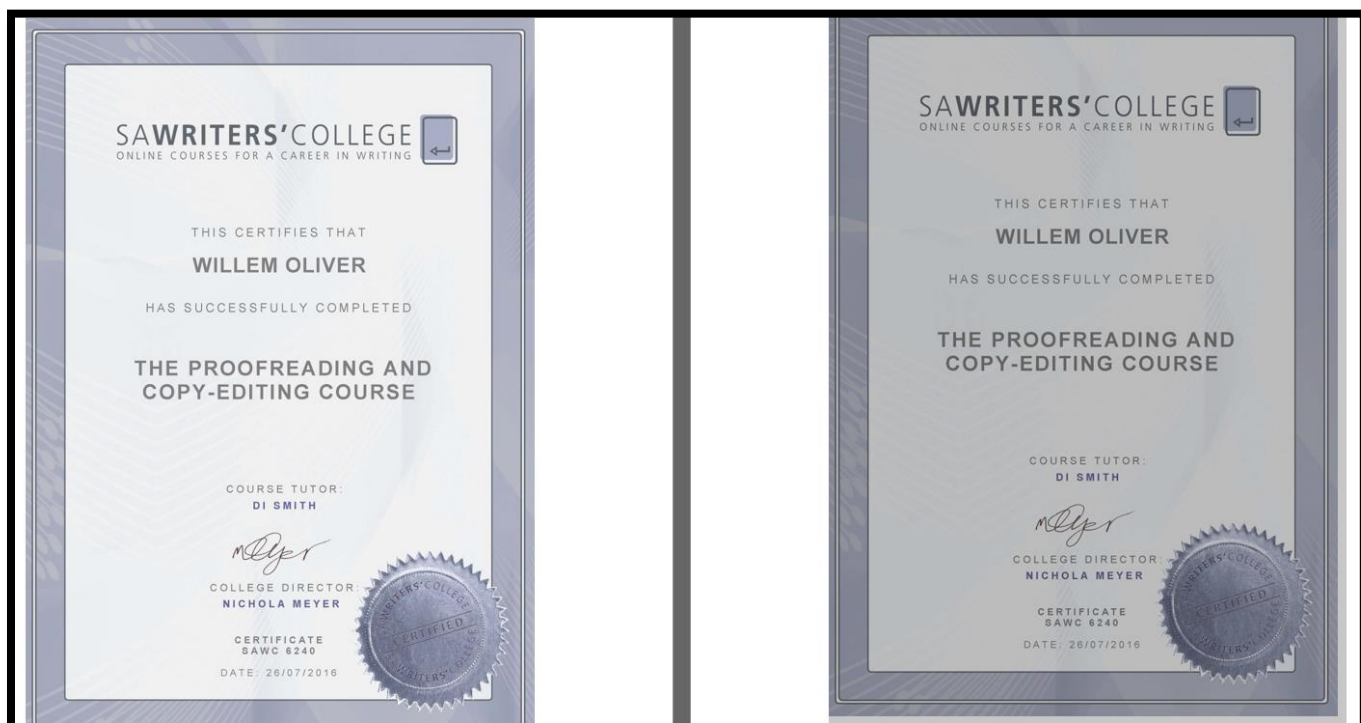 SAWRITERS'COLLEGE
ONLINE COURSES FOR A CAREER IN WRITING
THIS CERTIFIES THAT
WILLEM OLIVER
HAS SUCCESSFULLY COMPLETED
THE PROOFREADING AND
COPY-EDITING COURSE
COURSE TUTOR:
DI SMITH
COLLEGE DIRECTOR:
NICHOLA MEYER
CERTIFICATE
SAWC 6240
DATE: 26/07/2016
WRITERS' COLLEGE
CERTIFIED
WRITERS' COLLEGE
SAWRITERS'COLLEGE
ONLINE COURSES FOR A CAREER IN WRITING
THIS CERTIFIES THAT
WILLEM OLIVER
HAS SUCCESSFULLY COMPLETED
THE PROOFREADING AND
COPY-EDITING COURSE
COURSE TUTOR:
DI SMITH
COLLEGE DIRECTOR:
NICHOLA MEYER
CERTIFICATE
SAWC 6240
DATE: 26/07/2016
WRITERS' COLLEGE
CERTIFIED
WRITERS' COLLEGE